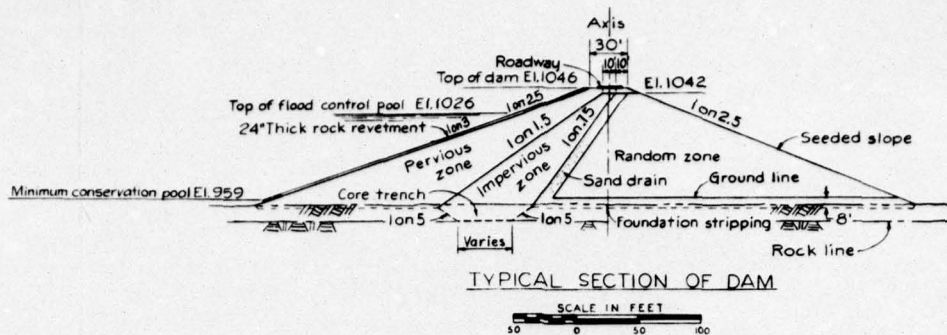 Axis
30'
Roadway
10' 10'
Top of dam El.1046
El.1042
Top of flood control pool El.1026
1 on 2.5
1 on 3
24" Thick rock revetment
1 on 1.5
1 on .75
1 on 2.5
Seeded slope
Pervious zone
Impervious zone
Random zone
Sand drain
Ground line
Minimum conservation pool El.959
Core trench
1 on 5
1 on 5
Foundation stripping
8'
Varies
Rock line
TYPICAL SECTION OF DAM
SCALE IN FEET
50 0 50 100